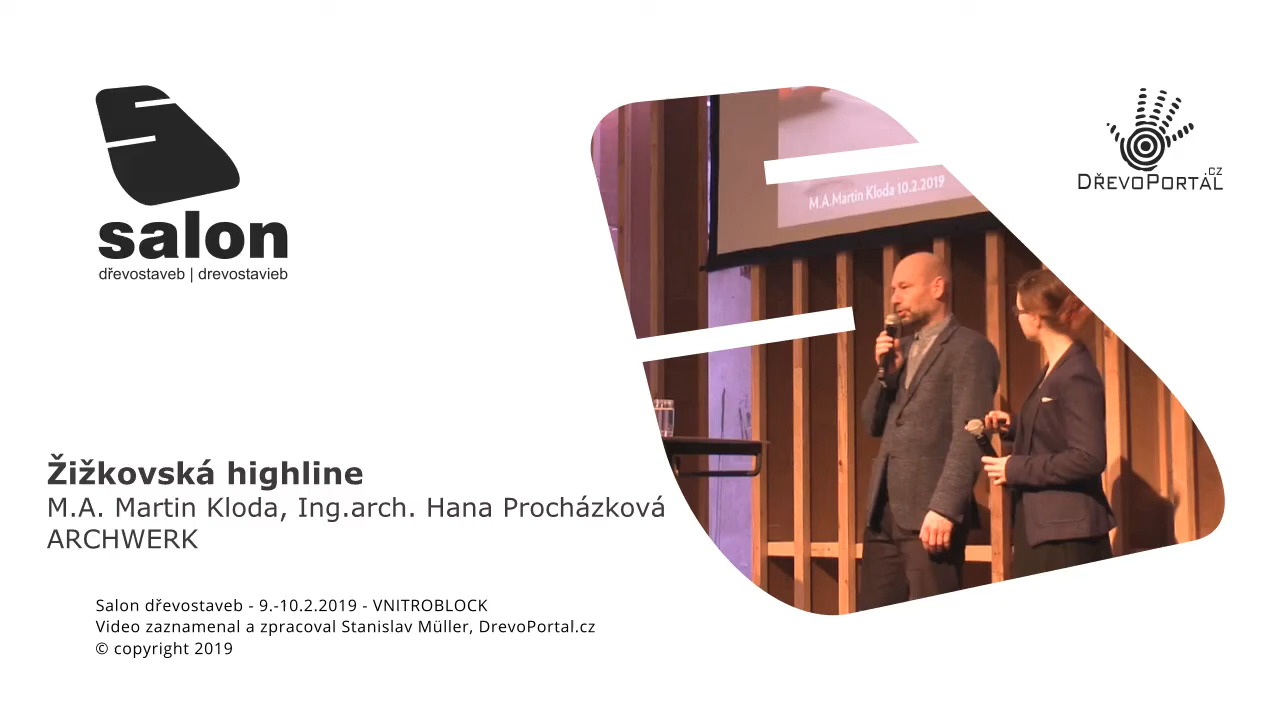 salon
dřevostaveb | drevostavieb
M.A.Martin Kloda 10.2.2019
DŘEVOPORTÁL.CZ
Žižkovská highline
M.A. Martin Kloda, Ing.arch. Hana Procházková
ARCHWERK
Salon dřevostaveb - 9.-10.2.2019 - VNITROBLOCK
Video zaznamenal a zpracoval Stanislav Müller, DrevoPortal.cz
© copyright 2019